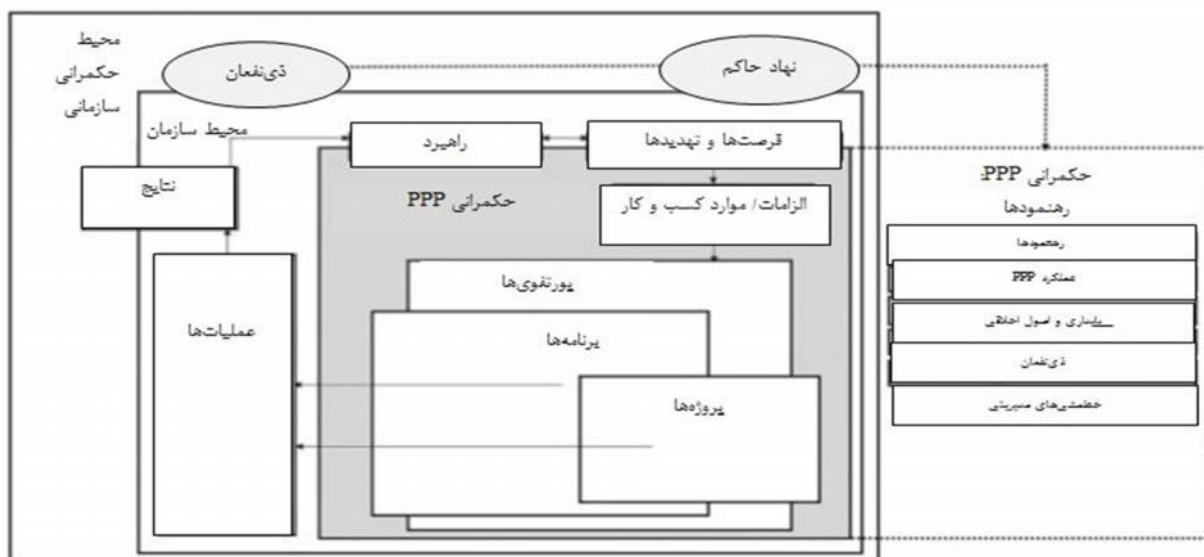 محیط
حکمرانی
سازمانی
ذی‌نفعان
نهاد حاکم
محیط سازمان
راهبرد
فرصت‌ها و تهدیدها
نتایج
حکمرانی PPP
الزامات/ موارد کسب و کار
عملیات‌ها
پورتفوی‌ها
برنامه‌ها
پروژه‌ها
حکمرانی PPP:
رهنمودها
رهنمودها
عملکرد PPP
پایداری و اصول اخلاقی
ذی‌نفعان
خط‌مشی‌های مدیریتی